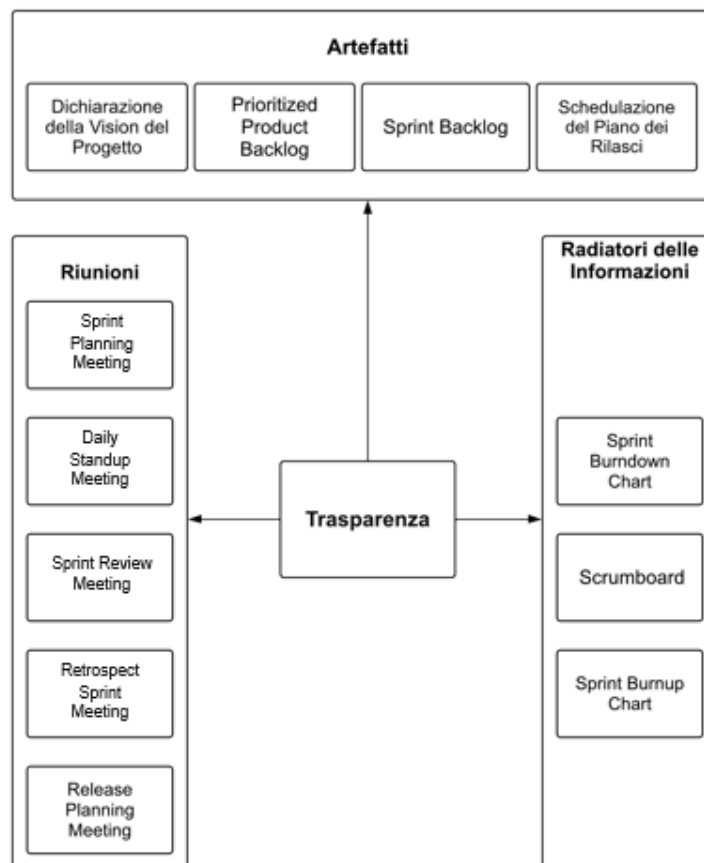 Artefatti
Dichiarazione
della Vision del
Progetto
Prioritized
Product
Backlog
Sprint Backlog
Schedulazione
del Piano dei
Rilasci
Riunioni
Sprint
Planning
Meeting
Daily
Standup
Meeting
Sprint Review
Meeting
Retrospect
Sprint
Meeting
Release
Planning
Meeting
Trasparenza
Radiatori delle
Informazioni
Sprint
Burndown
Chart
Scrumboard
Sprint Burnup
Chart